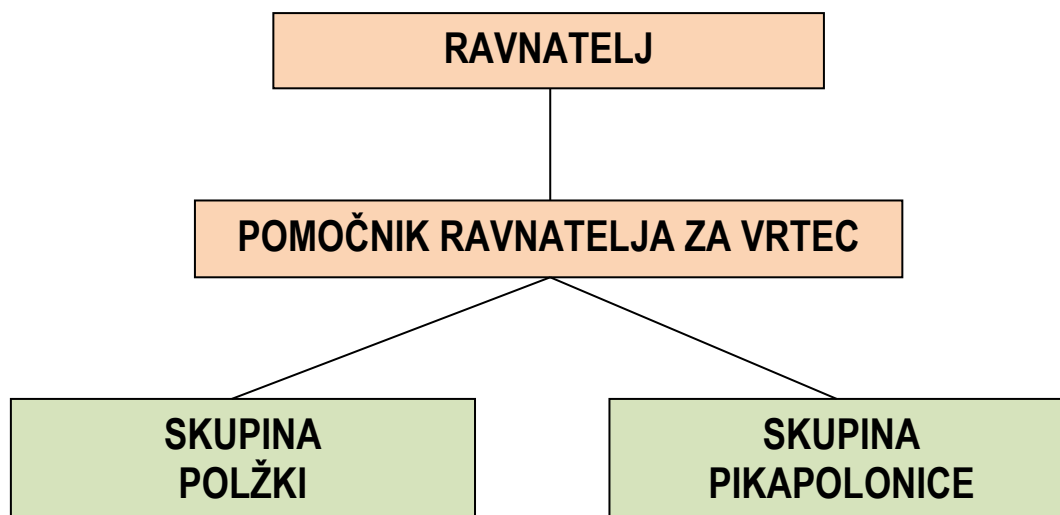 RAVNATELJ
POMOČNIK RAVNATELJA ZA VRTEC
SKUPINA
POLŽKI
SKUPINA
PIKAPOLONICE